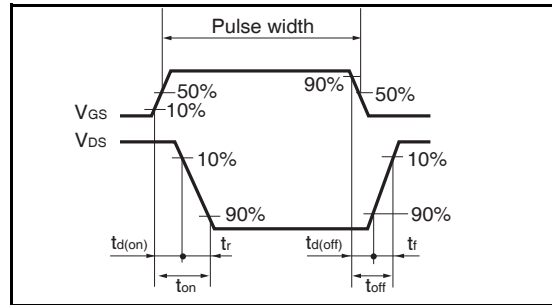 Pulse width
90%
50%
50%
10%
VGS
VDS
10%
10%
90%
90%
td(on)
tr
td(off)
tf
ton
toff